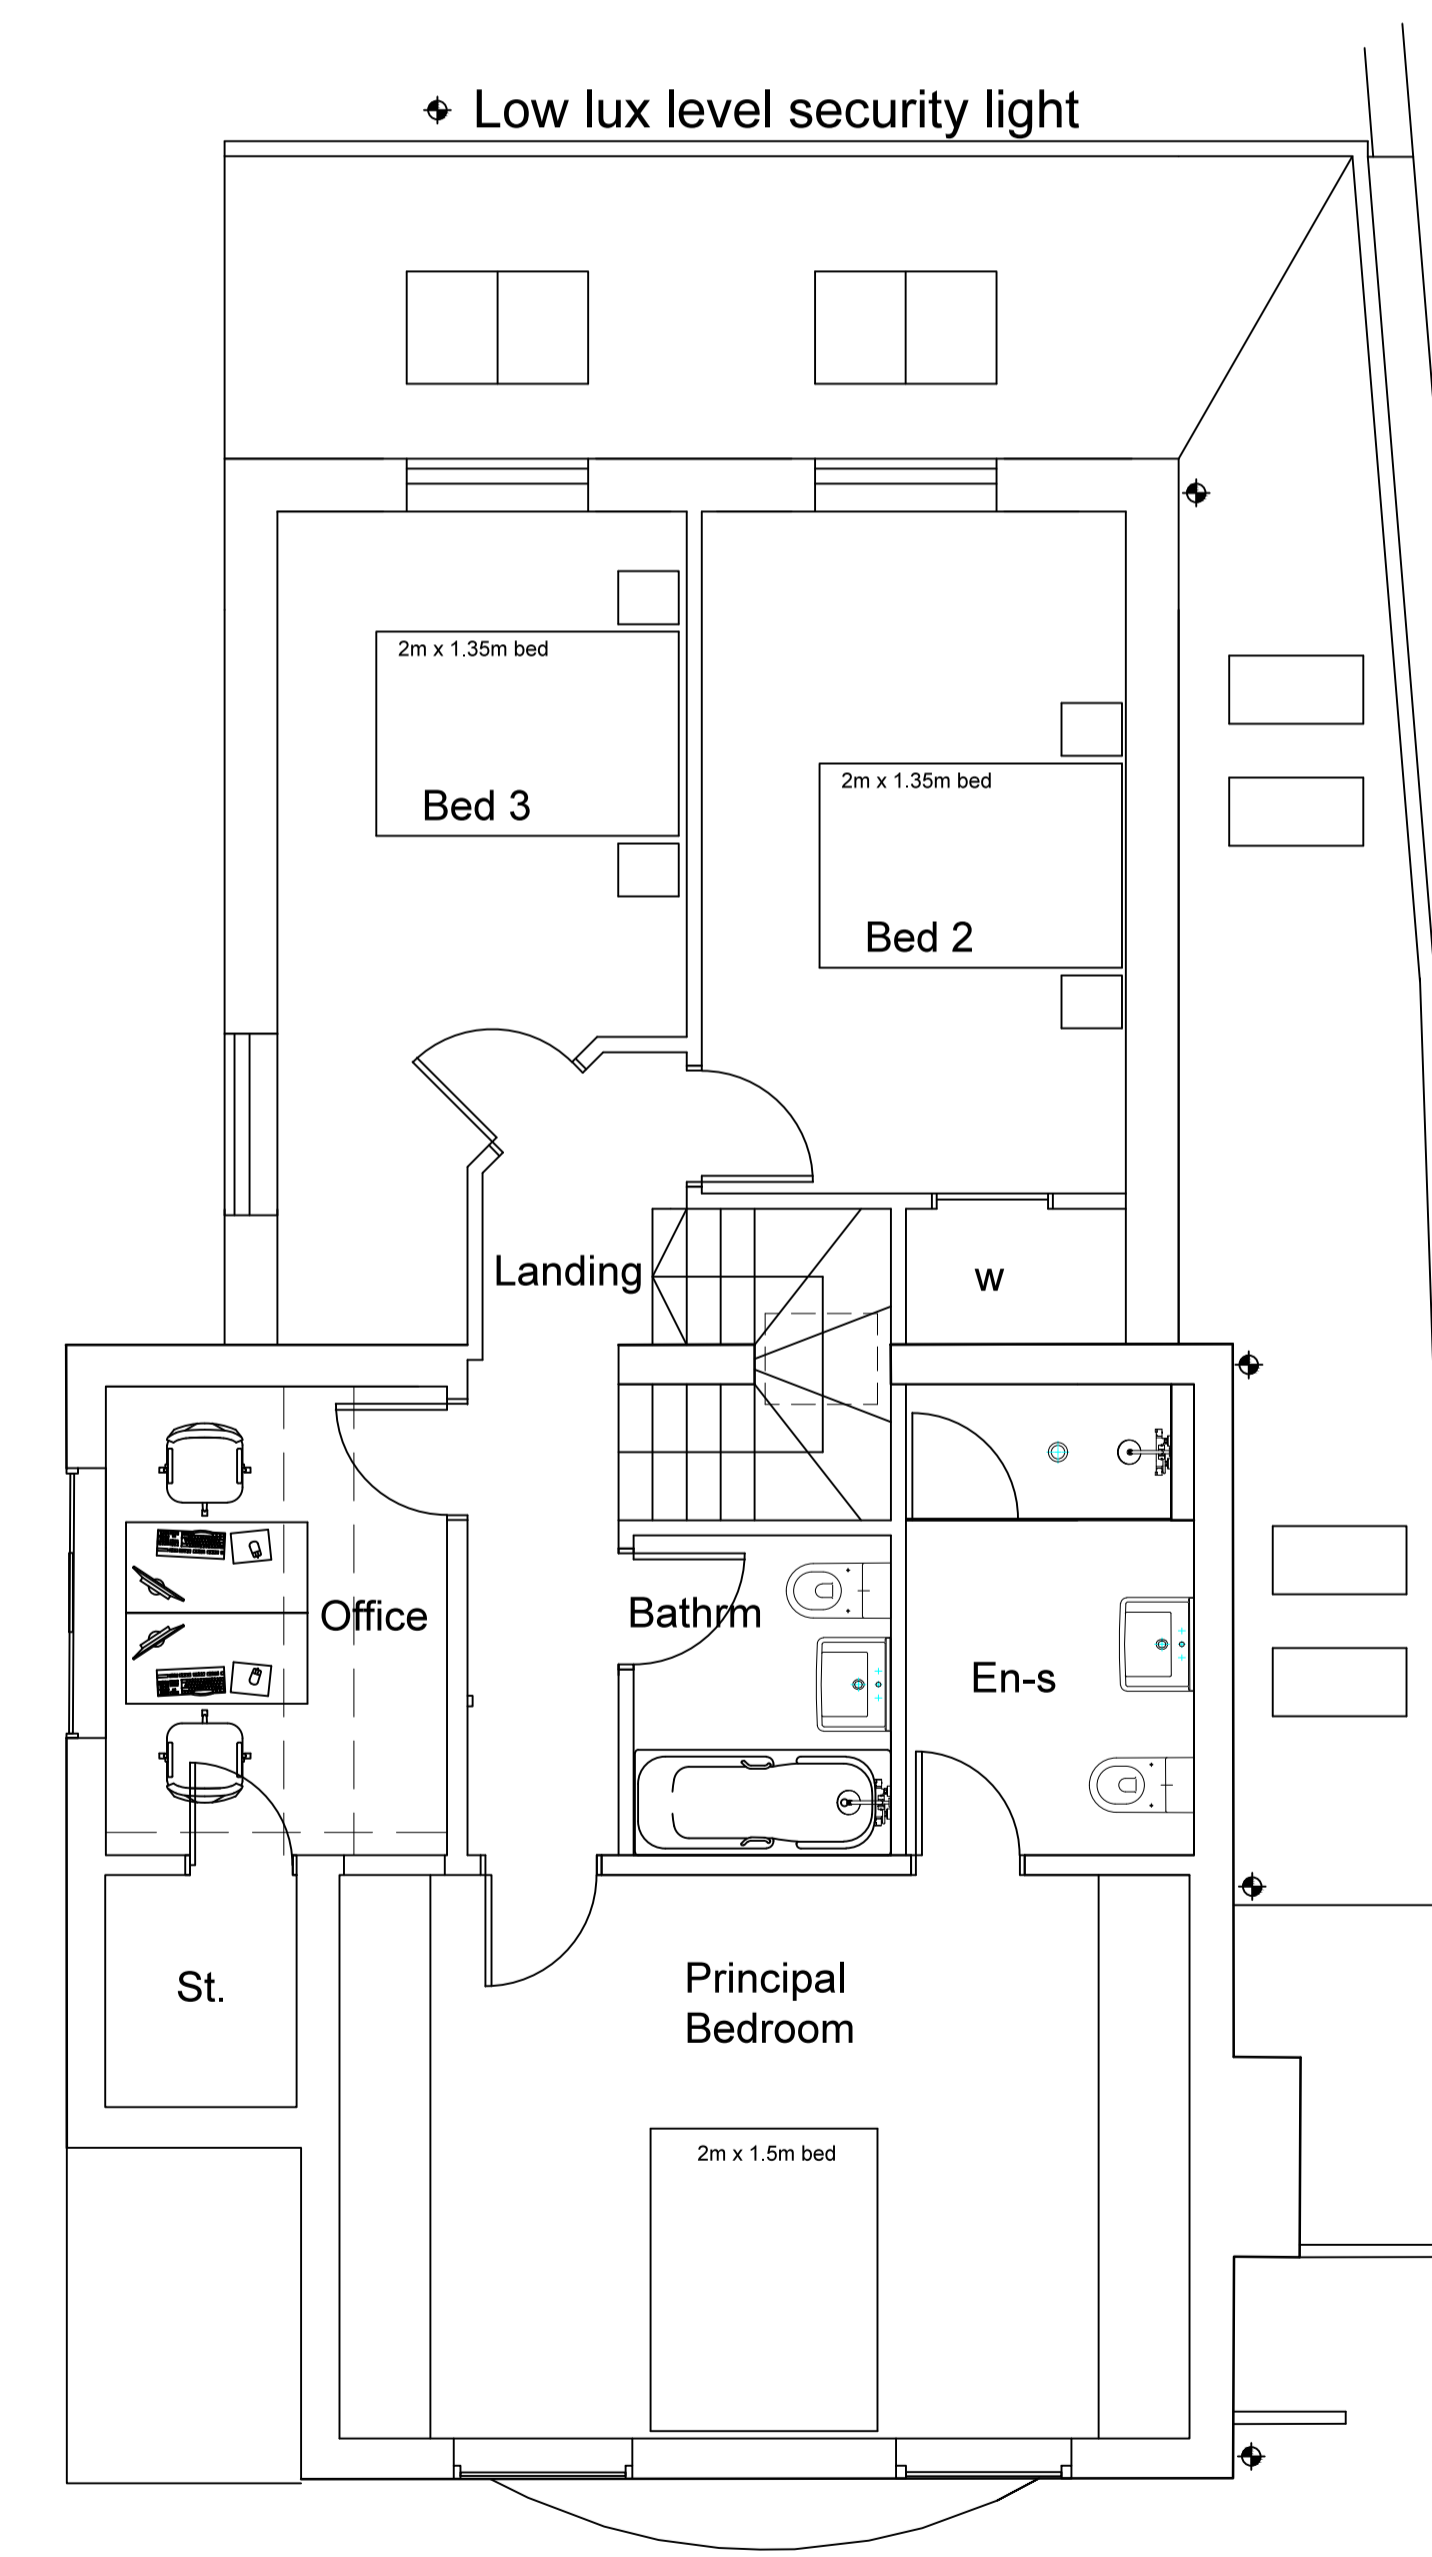 Low lux level security light
2m x 1.35m bed
Bed 3
2m x 1.35m bed
Bed 2
Landing
w
Office
Bathrm
En-s
St.
Principal
Bedroom
2m x 1.5m bed